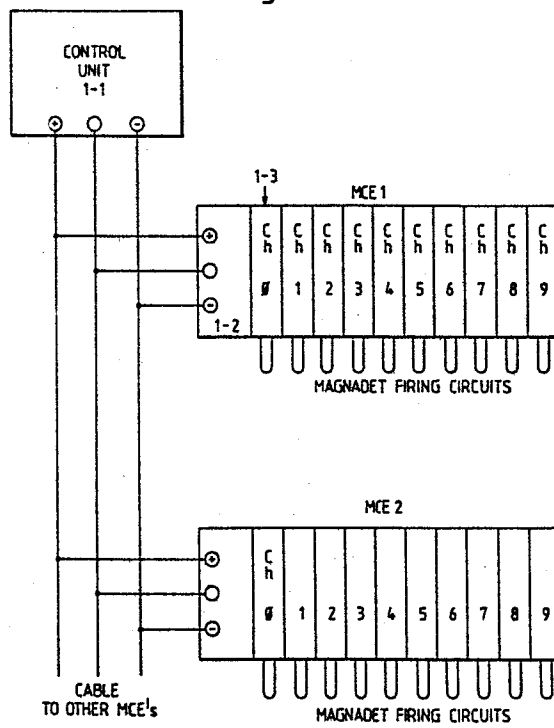 CONTROL
UNIT
1-1
⊕ ○ ⊖
1-3
MCE 1
⊕
○
⊖
1-2
Ch Ch Ch Ch Ch Ch Ch Ch Ch Ch
Ø 1 2 3 4 5 6 7 8 9
MAGNADET FIRING CIRCUITS
MCE 2
⊕
○
⊖
Ch
Ø 1 2 3 4 5 6 7 8 9
MAGNADET FIRING CIRCUITS
CABLE
TO OTHER MCE's